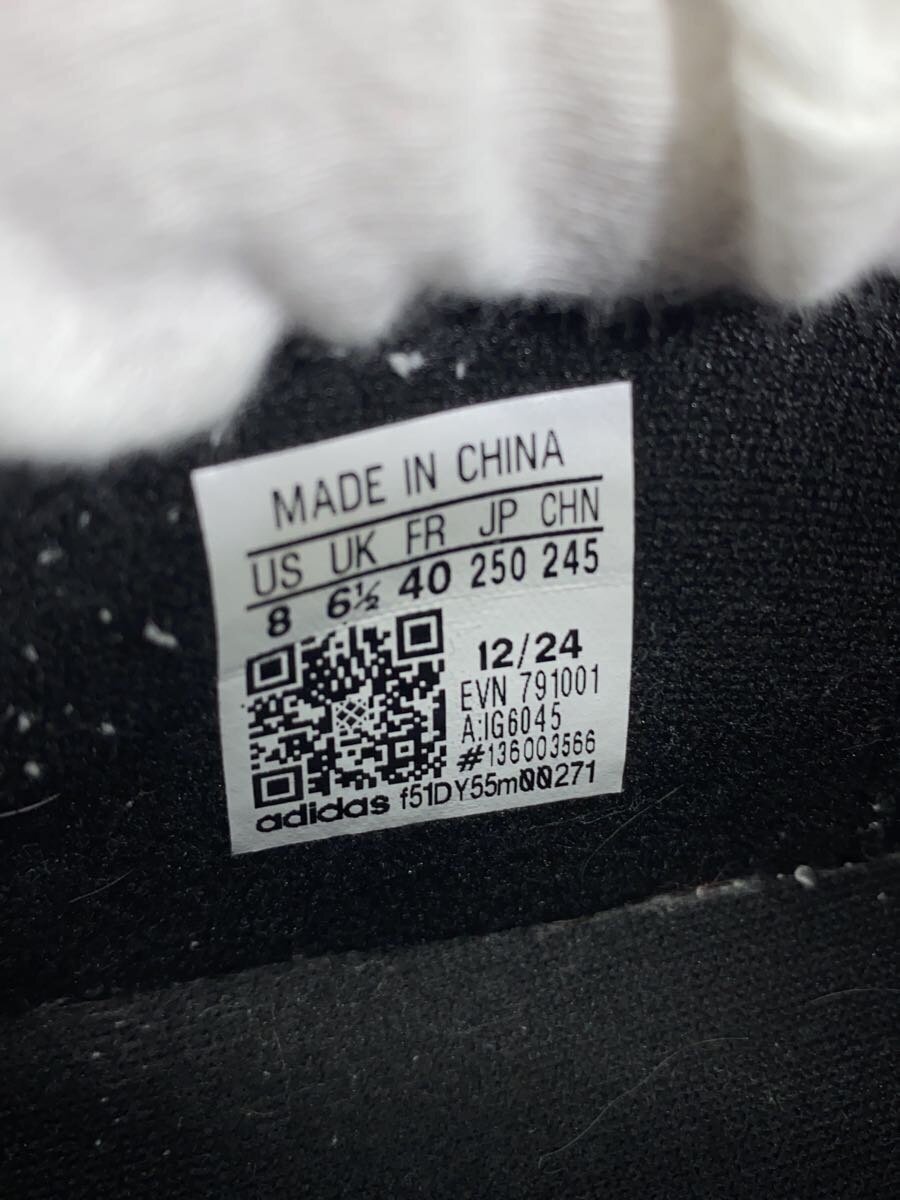 MADE IN CHINA
US UK FR JP CHN
8 6½ 40 250 245
12/24
EVN 791001
A:IG6045
#136003566
adidas f51DY55m00271